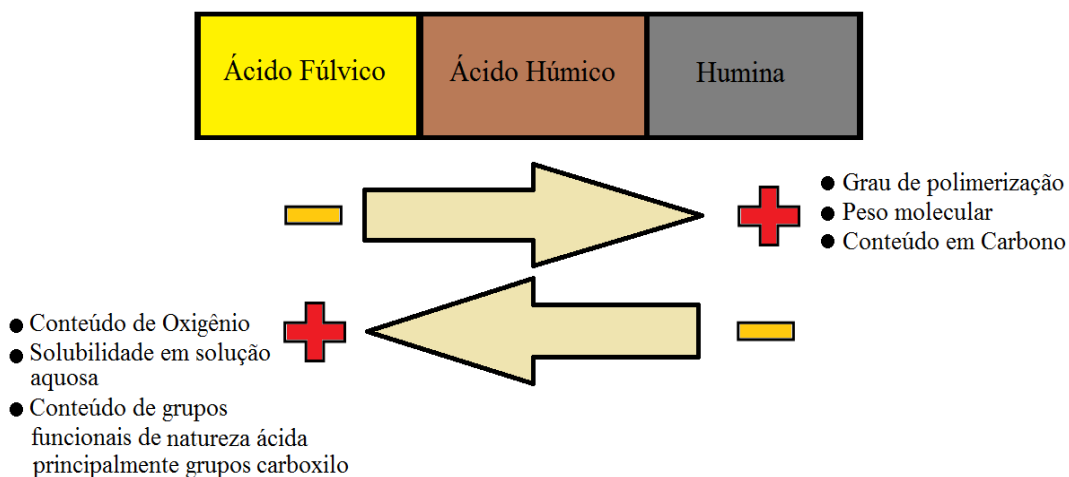 Ácido Fúlvico
Ácido Húmico
Humina
● Grau de polimerização
● Peso molecular
● Conteúdo em Carbono
● Conteúdo de Oxigênio
● Solubilidade em solução
aquosa
● Conteúdo de grupos
funcionais de natureza ácida
principalmente grupos carboxilo